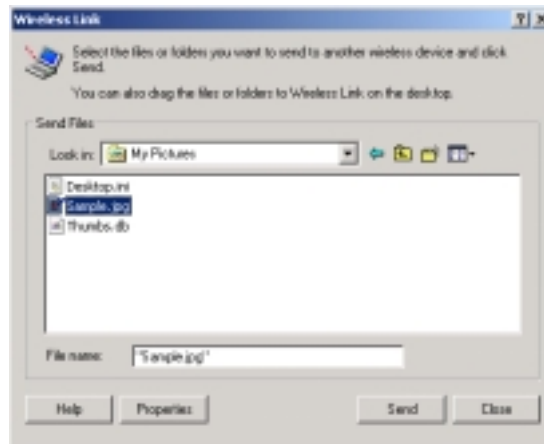 Wireless Link
Select the files or folders you want to send to another wireless device and click
Send.
You can also drag the files or folders to Wireless Link on the desktop.
Send Files
Look in: My Pictures
Desktop.ini
Sample.jpg
Thumbs.db
File name: "Sample.jpg"
Help Properties Send Close